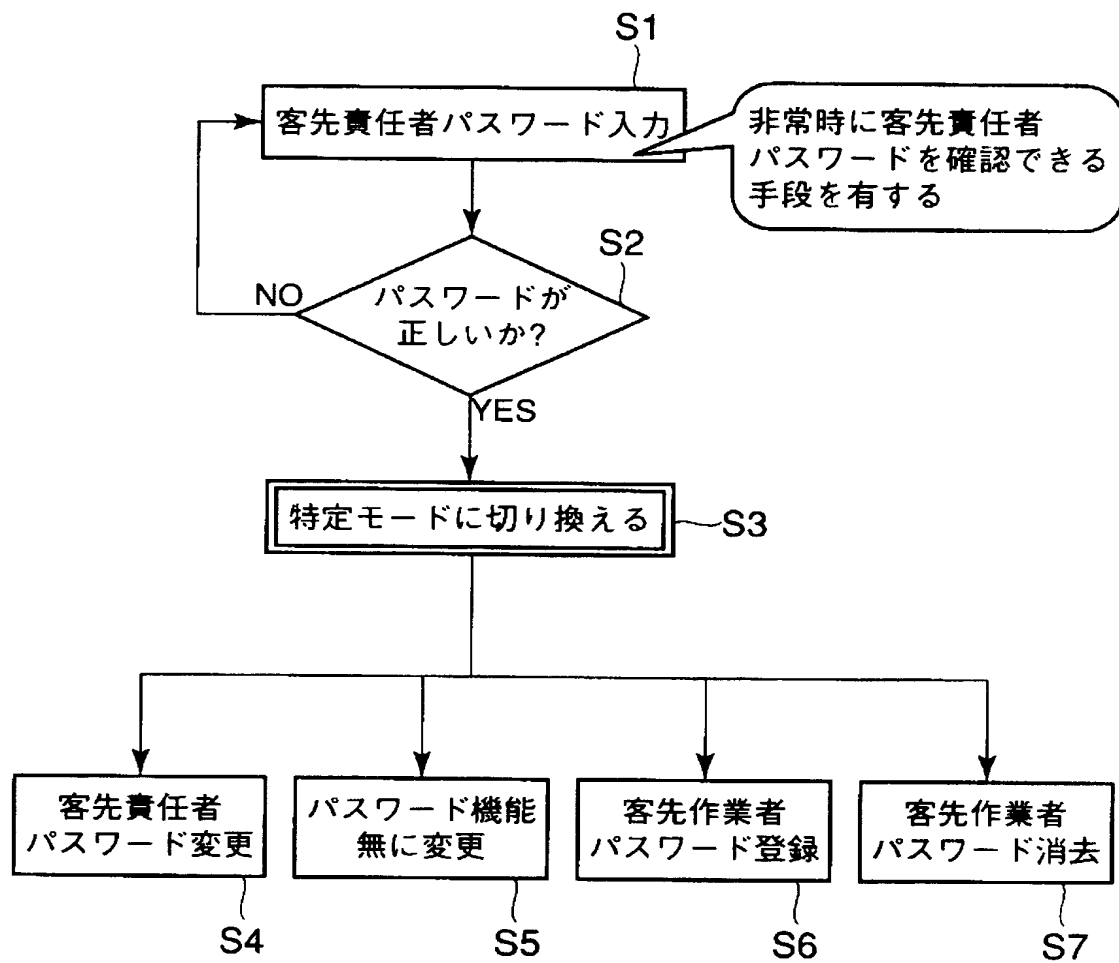 S1
客先責任者パスワード入力
非常時に客先責任者
パスワードを確認できる
手段を有する
S2
パスワードが
正しいか?
NO
YES
特定モードに切り換える
S3
客先責任者
パスワード変更
パスワード機能
無に変更
客先作業者
パスワード登録
客先作業者
パスワード消去
S4
S5
S6
S7